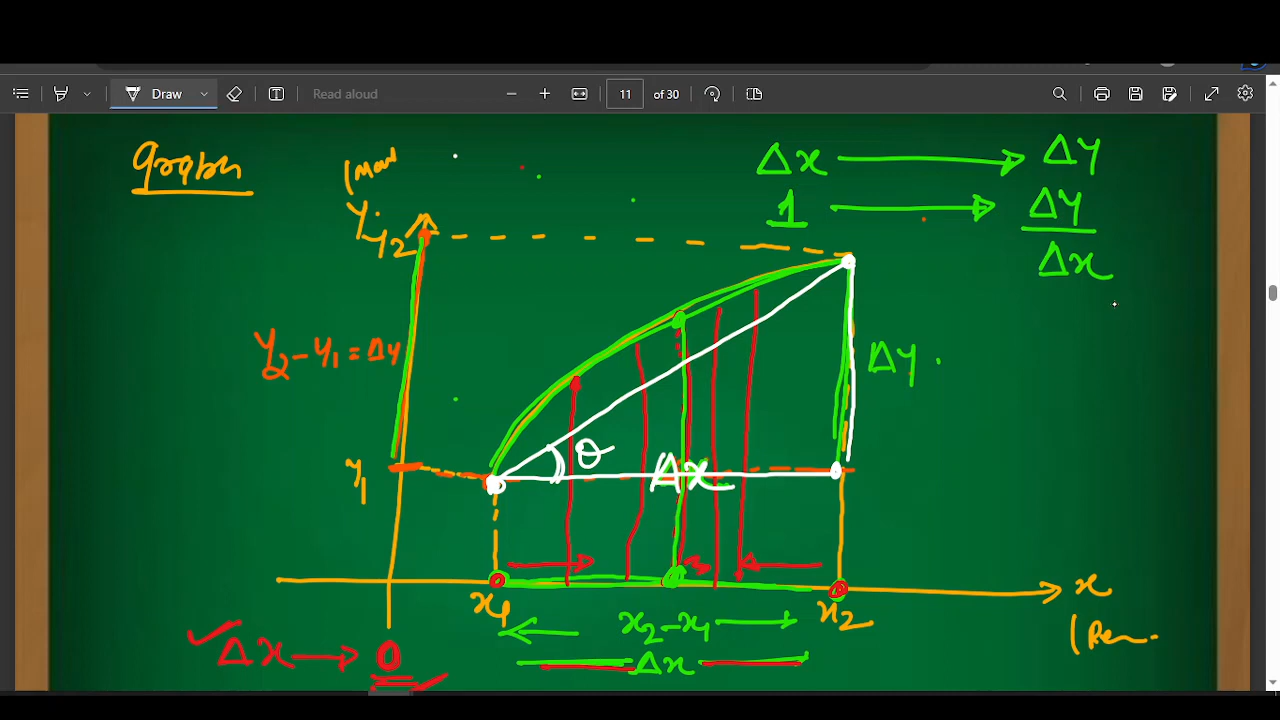 Draw
Read aloud
11 of 30
Graph
Δx → Δy
1 → Δy
Δx
y
y2
y2 - y1 = Δy
Δy
θ
Δx
y1
x1
x2 - x1
x2
x
Δx → 0
Δx